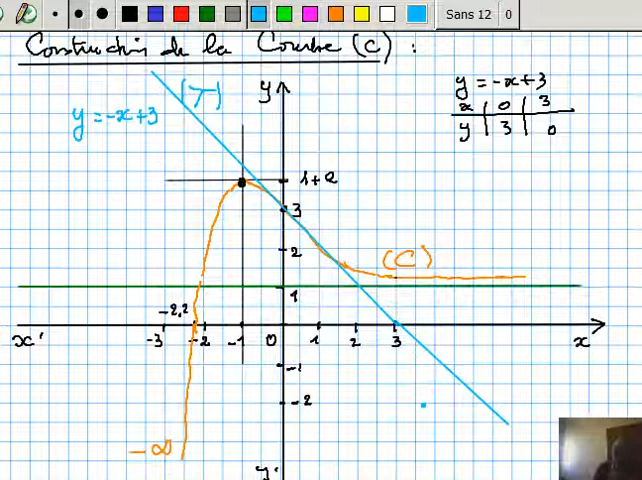 Sans 12 0
Construction de la Courbe (C) :
y = -x+3
x | 0 | 3
y | 3 | 0
(T)
y = -x+3
y
1+e
3
2
(C)
1
-2,2
x' -3 -2 -1 0 1 2 3 x
-1
-2
-∞
y'